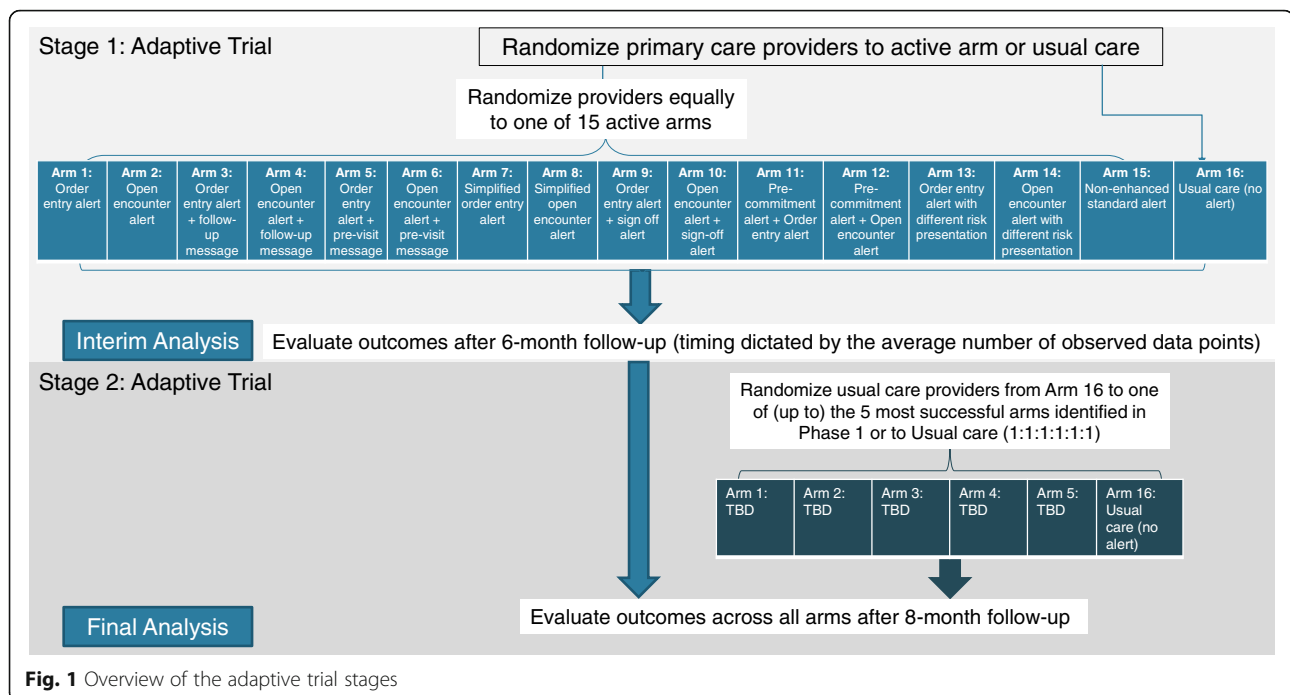 Stage 1: Adaptive Trial
Randomize primary care providers to active arm or usual care
Randomize providers equally
to one of 15 active arms
Arm 1:
Order
entry alert
Arm 2:
Open
encounter
alert
Arm 3:
Order
entry alert
+ follow-
up
message
Arm 4:
Open
encounter
alert +
follow-up
message
Arm 5:
Order
entry
alert +
pre-visit
message
Arm 6:
Open
encounter
alert +
pre-visit
message
Arm 7:
Simplified
order entry
alert
Arm 8:
Simplified
open
encounter
alert
Arm 9:
Order
entry alert
+ sign off
alert
Arm 10:
Open
encounter
alert +
sign-off
alert
Arm 11:
Pre-
commitment
alert + Order
entry alert
Arm 12:
Pre-
commitment
alert + Open
encounter
alert
Arm 13:
Order entry
alert with
different risk
presentation
Arm 14:
Open
encounter
alert with
different risk
presentation
Arm 15:
Non-enhanced
standard alert
Arm 16:
Usual care (no
alert)
Interim Analysis
Evaluate outcomes after 6-month follow-up (timing dictated by the average number of observed data points)
Stage 2: Adaptive Trial
Randomize usual care providers from Arm 16 to one
of (up to) the 5 most successful arms identified in
Phase 1 or to Usual care (1:1:1:1:1:1)
Arm 1:
TBD
Arm 2:
TBD
Arm 3:
TBD
Arm 4:
TBD
Arm 5:
TBD
Arm 16:
Usual
care (no
alert)
Final Analysis
Evaluate outcomes across all arms after 8-month follow-up
Fig. 1 Overview of the adaptive trial stages